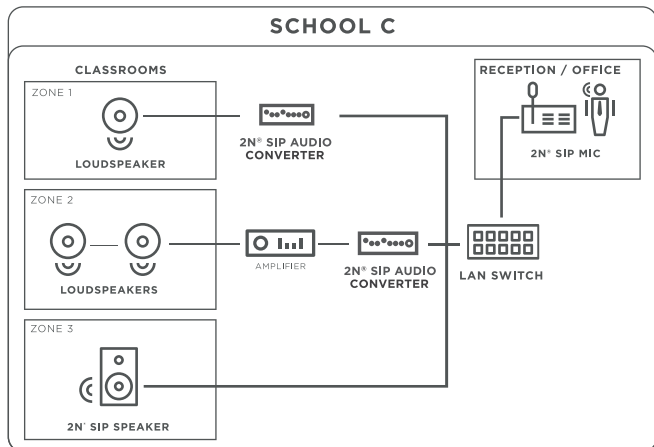 SCHOOL C
CLASSROOMS
ZONE 1
LOUDSPEAKER
2N® SIP AUDIO
CONVERTER
RECEPTION / OFFICE
2N® SIP MIC
ZONE 2
LOUDSPEAKERS
AMPLIFIER
2N® SIP AUDIO
CONVERTER
LAN SWITCH
ZONE 3
2N® SIP SPEAKER